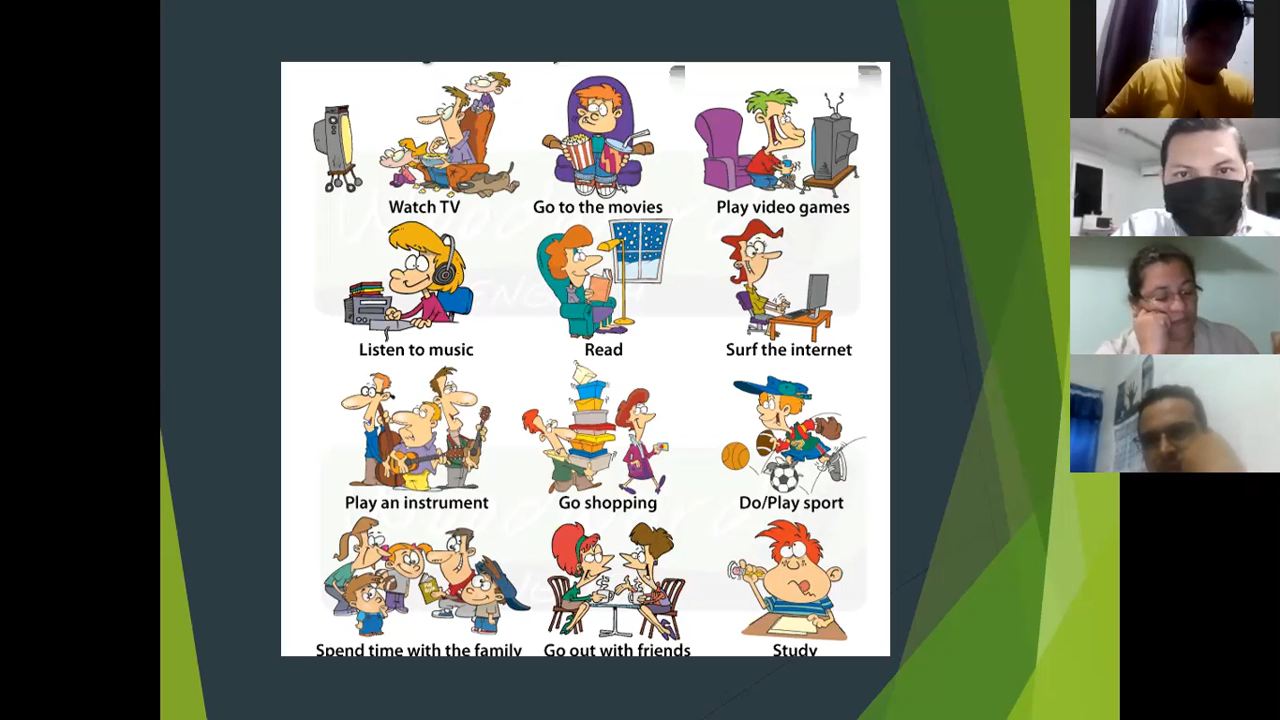 Watch TV
Go to the movies
Play video games
Listen to music
Read
Surf the internet
Play an instrument
Go shopping
Do/Play sport
Spend time with the family
Go out with friends
Study